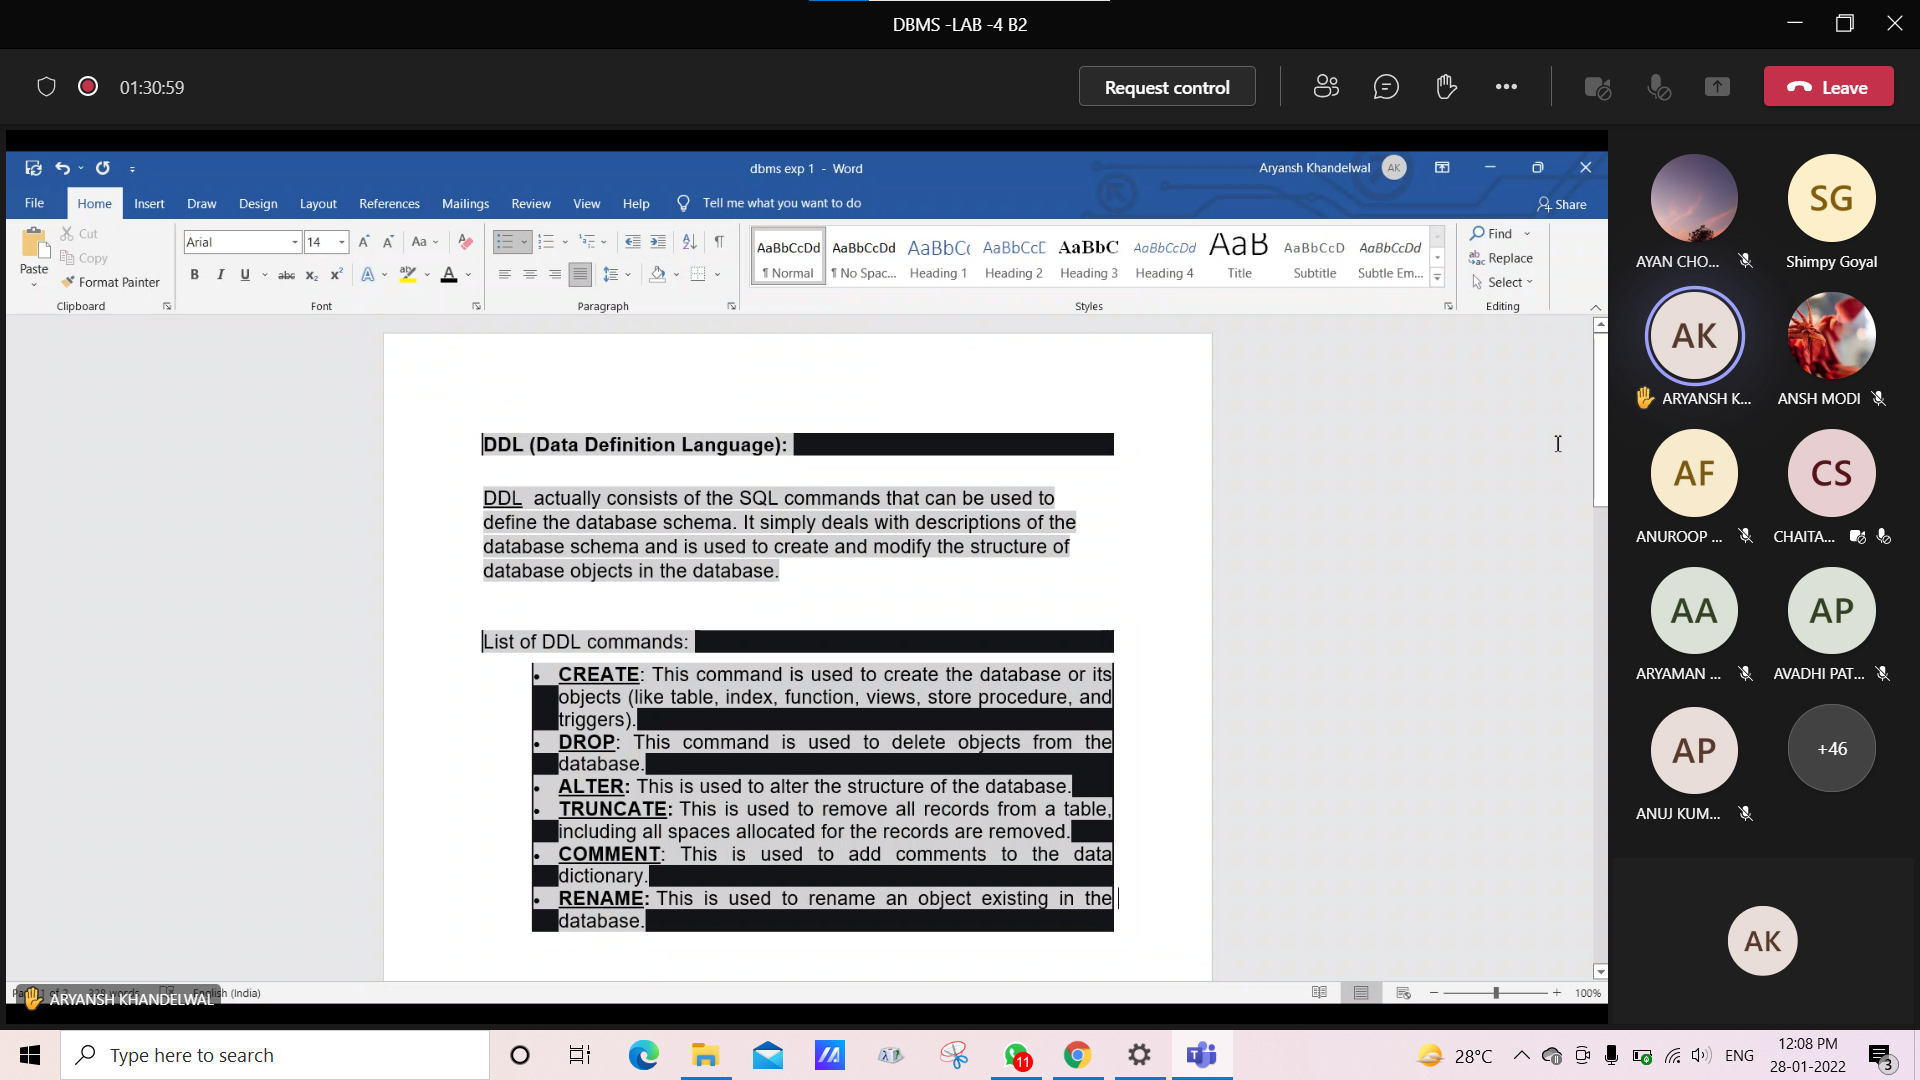 DBMS -LAB -4 B2
01:30:59
Request control
Leave
dbms exp 1 - Word
Aryansh Khandelwal AK
File Home Insert Draw Design Layout References Mailings Review View Help Tell me what you want to do Share
Paste
Cut
Copy
Format Painter
Clipboard
Arial 14
Font
Paragraph
AaBbCcDd AaBbCcDd AaBbCc AaBbCcD AaBbC AaBbCcDd AaB AaBbCcD AaBbCcDd
¶ Normal ¶ No Spac... Heading 1 Heading 2 Heading 3 Heading 4 Title Subtitle Subtle Em...
Styles
Find
Replace
Select
Editing
DDL (Data Definition Language):
DDL actually consists of the SQL commands that can be used to
define the database schema. It simply deals with descriptions of the
database schema and is used to create and modify the structure of
database objects in the database.
List of DDL commands:
• CREATE: This command is used to create the database or its
objects (like table, index, function, views, store procedure, and
triggers).
• DROP: This command is used to delete objects from the
database.
• ALTER: This is used to alter the structure of the database.
• TRUNCATE: This is used to remove all records from a table,
including all spaces allocated for the records are removed.
• COMMENT: This is used to add comments to the data
dictionary.
• RENAME: This is used to rename an object existing in the
database.
English (India)
100%
ARYANSH KHANDELWAL
AYAN CHO...
SG
Shimpy Goyal
AK
ARYANSH K...
ANSH MODI
AF
ANUROOP ...
CS
CHAITA...
AA
ARYAMAN ...
AP
AVADHI PAT...
AP
ANUJ KUM...
+46
AK
Type here to search
11
28°C
ENG
12:08 PM
28-01-2022
3